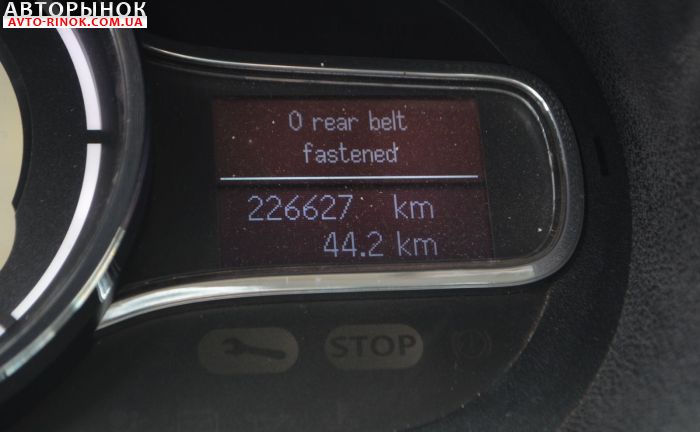 АВТОРЫНОК
AVTO-RINOK.COM.UA
0 rear belt
fastened
226627 km
44.2 km
STOP